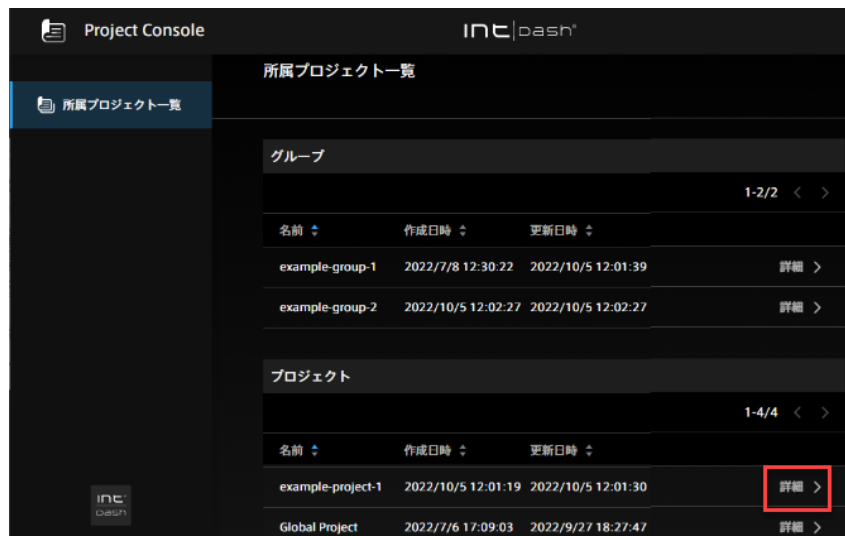 Project Console
INT|DASH
所属プロジェクト一覧
所属プロジェクト一覧
グループ
1-2/2
名前 作成日時 更新日時
example-group-1 2022/7/8 12:30:22 2022/10/5 12:01:39 詳細
example-group-2 2022/10/5 12:02:27 2022/10/5 12:02:27 詳細
プロジェクト
1-4/4
名前 作成日時 更新日時
example-project-1 2022/10/5 12:01:19 2022/10/5 12:01:30 詳細
Global Project 2022/7/6 17:09:03 2022/9/27 18:27:47 詳細
INT
DASH